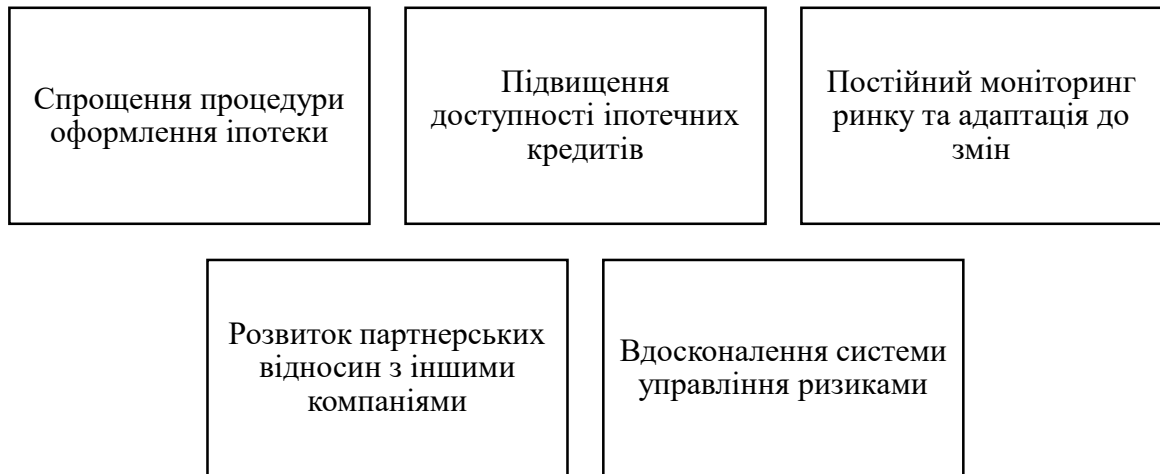 Спрощення процедури
оформлення іпотеки
Підвищення
доступності іпотечних
кредитів
Постійний моніторинг
ринку та адаптація до
змін
Розвиток партнерських
відносин з іншими
компаніями
Вдосконалення системи
управління ризиками